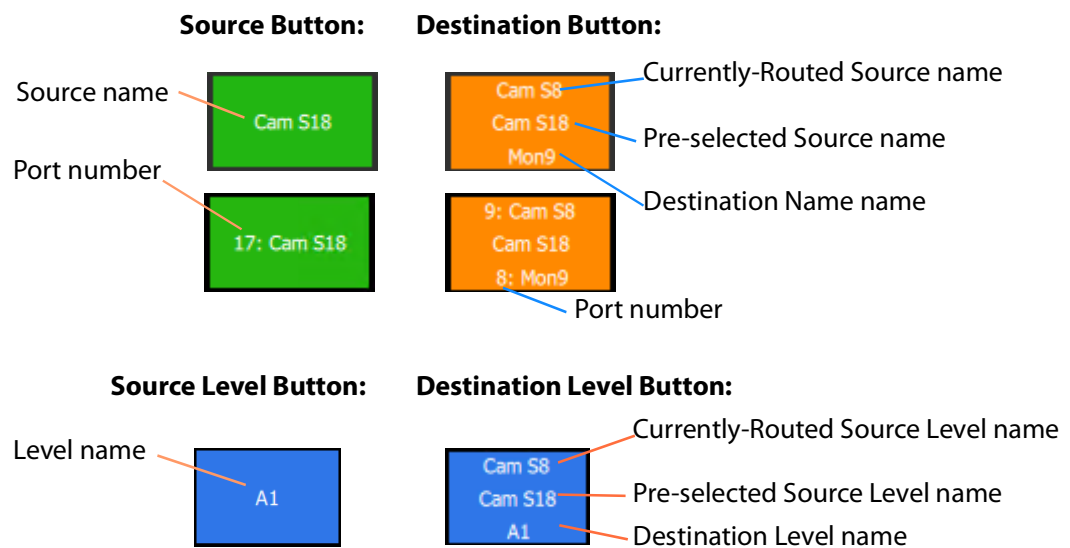 Source Button:
Destination Button:
Source name
Cam S18
Cam S8
Cam S18
Mon9
Currently-Routed Source name
Pre-selected Source name
Destination Name name
Port number
17: Cam S18
9: Cam S8
Cam S18
8: Mon9
Port number
Source Level Button:
Destination Level Button:
Level name
A1
Cam S8
Cam S18
A1
Currently-Routed Source Level name
Pre-selected Source Level name
Destination Level name